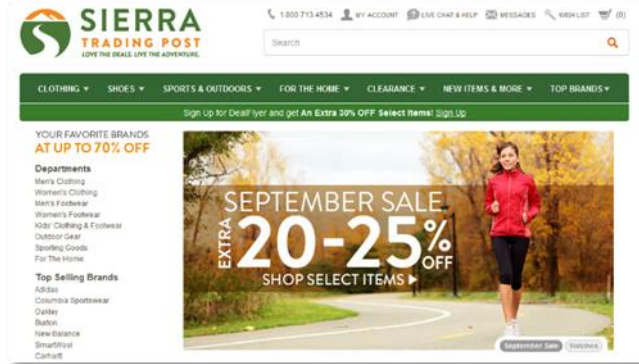 SIERRA
TRADING POST
LOVE THE DEALS. LIVE THE ADVENTURE.
1 800.713.4534 MY ACCOUNT LIVE CHAT & HELP MESSAGES WISH LIST (0)
Search
CLOTHING SHOES SPORTS & OUTDOORS FOR THE HOME CLEARANCE NEW ITEMS & MORE TOP BRANDS
Sign Up for DealFlyer and get An Extra 30% OFF Select Items! Sign Up
YOUR FAVORITE BRANDS
AT UP TO 70% OFF
Departments
Men's Clothing
Women's Clothing
Men's Footwear
Women's Footwear
Kids' Clothing & Footwear
Outdoor Gear
Sporting Goods
For The Home
Top Selling Brands
Adidas
Columbia Sportswear
Oakley
Burton
New Balance
SmartWool
Carhartt
SEPTEMBER SALE
EXTRA 20-25% OFF
SHOP SELECT ITEMS
September Sale Watches